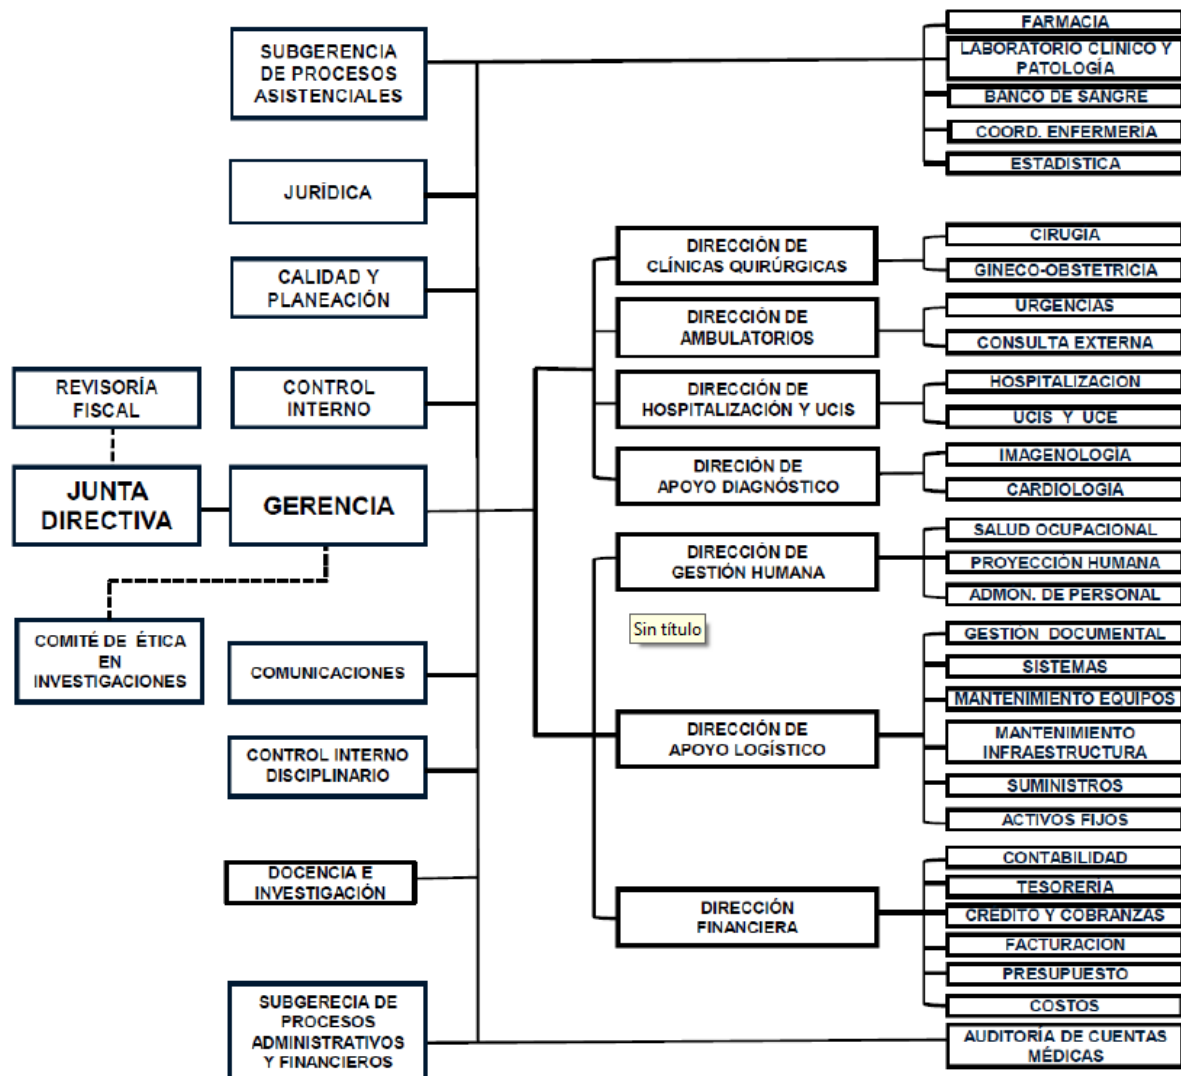 SUBGERENCIA
DE PROCESOS
ASISTENCIALES
JURÍDICA
CALIDAD Y
PLANEACIÓN
REVISORÍA
FISCAL
CONTROL
INTERNO
JUNTA
DIRECTIVA
GERENCIA
COMITÉ DE ÉTICA
EN
INVESTIGACIONES
COMUNICACIONES
CONTROL INTERNO
DISCIPLINARIO
DOCENCIA E
INVESTIGACIÓN
SUBGERECIA DE
PROCESOS
ADMINISTRATIVOS
Y FINANCIEROS
DIRECCIÓN DE
CLÍNICAS QUIRÚRGICAS
DIRECCIÓN DE
AMBULATORIOS
DIRECCIÓN DE
HOSPITALIZACIÓN Y UCIS
DIRECIÓN DE
APOYO DIAGNÓSTICO
DIRECCIÓN DE
GESTIÓN HUMANA
Sin título
DIRECCIÓN DE
APOYO LOGÍSTICO
DIRECCIÓN
FINANCIERA
FARMACIA
LABORATORIO CLINICO Y
PATOLOGÍA
BANCO DE SANGRE
COORD. ENFERMERÍA
ESTADISTICA
CIRUGIA
GINECO-OBSTETRICIA
URGENCIAS
CONSULTA EXTERNA
HOSPITALIZACION
UCIS Y UCE
IMAGENOLOGÍA
CARDIOLOGIA
SALUD OCUPACIONAL
PROYECCIÓN HUMANA
ADMON. DE PERSONAL
GESTIÓN DOCUMENTAL
SISTEMAS
MANTENIMIENTO EQUIPOS
MANTENIMIENTO
INFRAESTRUCTURA
SUMINISTROS
ACTIVOS FIJOS
CONTABILIDAD
TESORERIA
CREDITO Y COBRANZAS
FACTURACION
PRESUPUESTO
COSTOS
AUDITORÍA DE CUENTAS
MÉDICAS